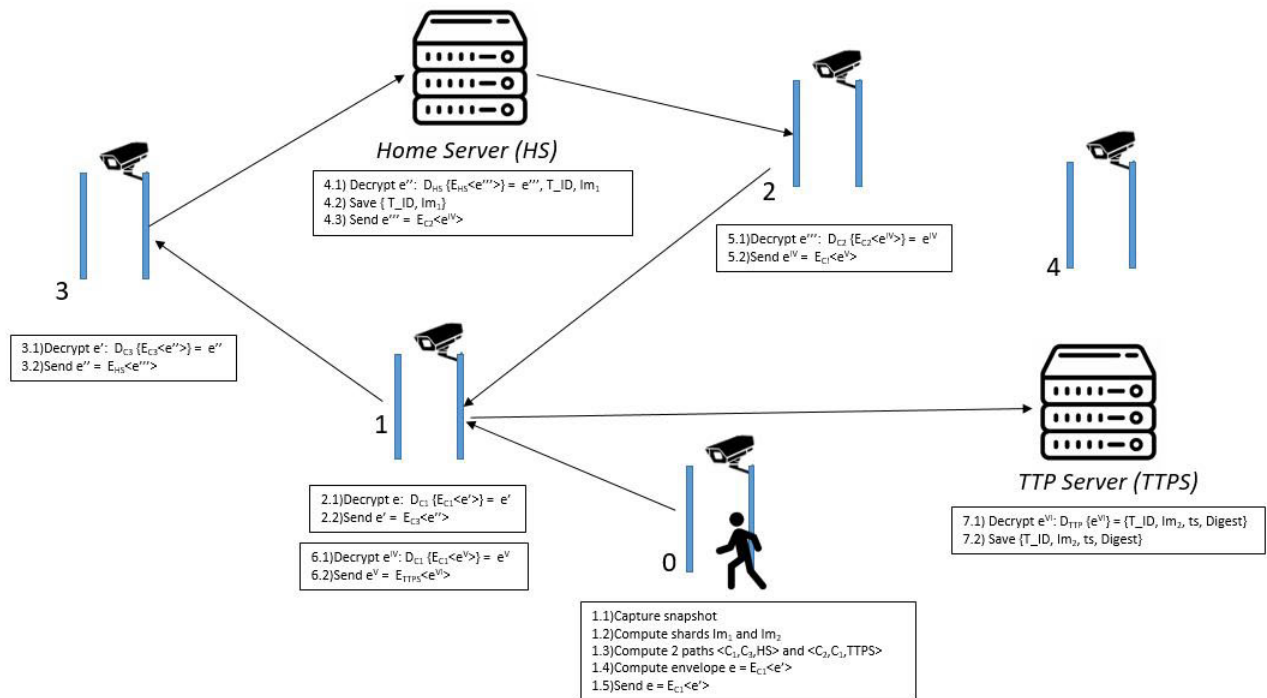 Home Server (HS)
4.1) Decrypt e'': D_HS {E_HS<e'''>} = e''', T_ID, Im₁
4.2) Save { T_ID, Im₁}
4.3) Send e''' = E_C2<e^IV>
2
5.1)Decrypt e''': D_C2 {E_C2<e^IV>} = e^IV
5.2)Send e^IV = E_C1<e^V>
4
3
3.1)Decrypt e': D_C3 {E_C3<e''>} = e''
3.2)Send e'' = E_HS<e'''>
1
2.1)Decrypt e: D_C1 {E_C1<e'>} = e'
2.2)Send e' = E_C3<e''>
6.1)Decrypt e^IV: D_C1 {E_C1<e^V>} = e^V
6.2)Send e^V = E_TTPS<e^VI>
TTP Server (TTPS)
7.1) Decrypt e^VI: D_TTP {e^VI} = {T_ID, Im₂, ts, Digest}
7.2) Save {T_ID, Im₂, ts, Digest}
0
1.1)Capture snapshot
1.2)Compute shards Im₁ and Im₂
1.3)Compute 2 paths <C₁,C₃,HS> and <C₂,C₁,TTPS>
1.4)Compute envelope e = E_C1<e'>
1.5)Send e = E_C1<e'>